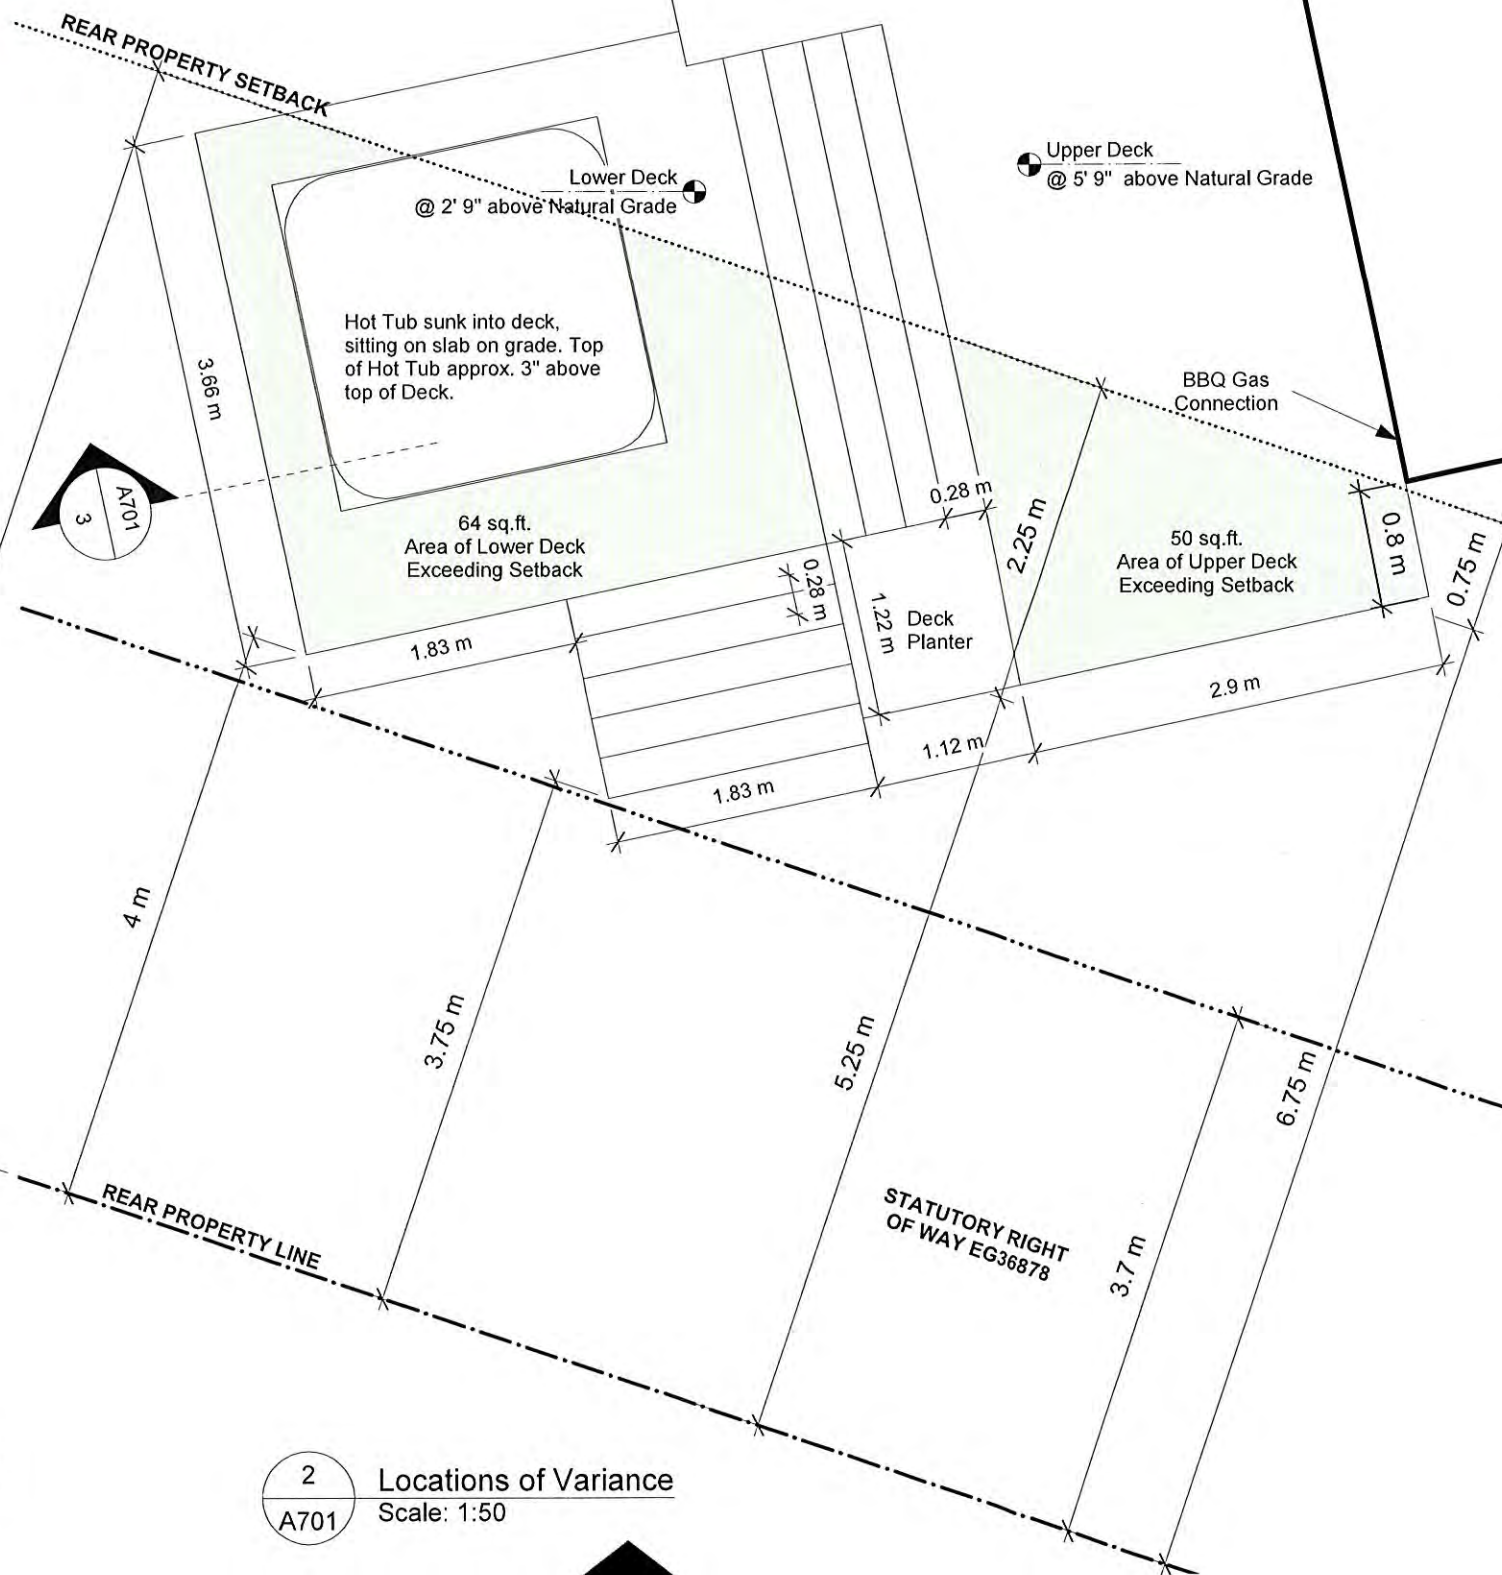 REAR PROPERTY SETBACK
Lower Deck
@ 2' 9" above Natural Grade
Upper Deck
@ 5' 9" above Natural Grade
Hot Tub sunk into deck,
sitting on slab on grade. Top
of Hot Tub approx. 3" above
top of Deck.
3.66 m
BBQ Gas
Connection
A701
3
64 sq.ft.
Area of Lower Deck
Exceeding Setback
0.28 m
2.25 m
50 sq.ft.
Area of Upper Deck
Exceeding Setback
0.8 m
0.75 m
0.28 m
1.22 m
Deck
Planter
1.83 m
2.9 m
1.12 m
1.83 m
4 m
3.75 m
5.25 m
6.75 m
REAR PROPERTY LINE
STATUTORY RIGHT
OF WAY EG36878
3.7 m
2
A701
Locations of Variance
Scale: 1:50